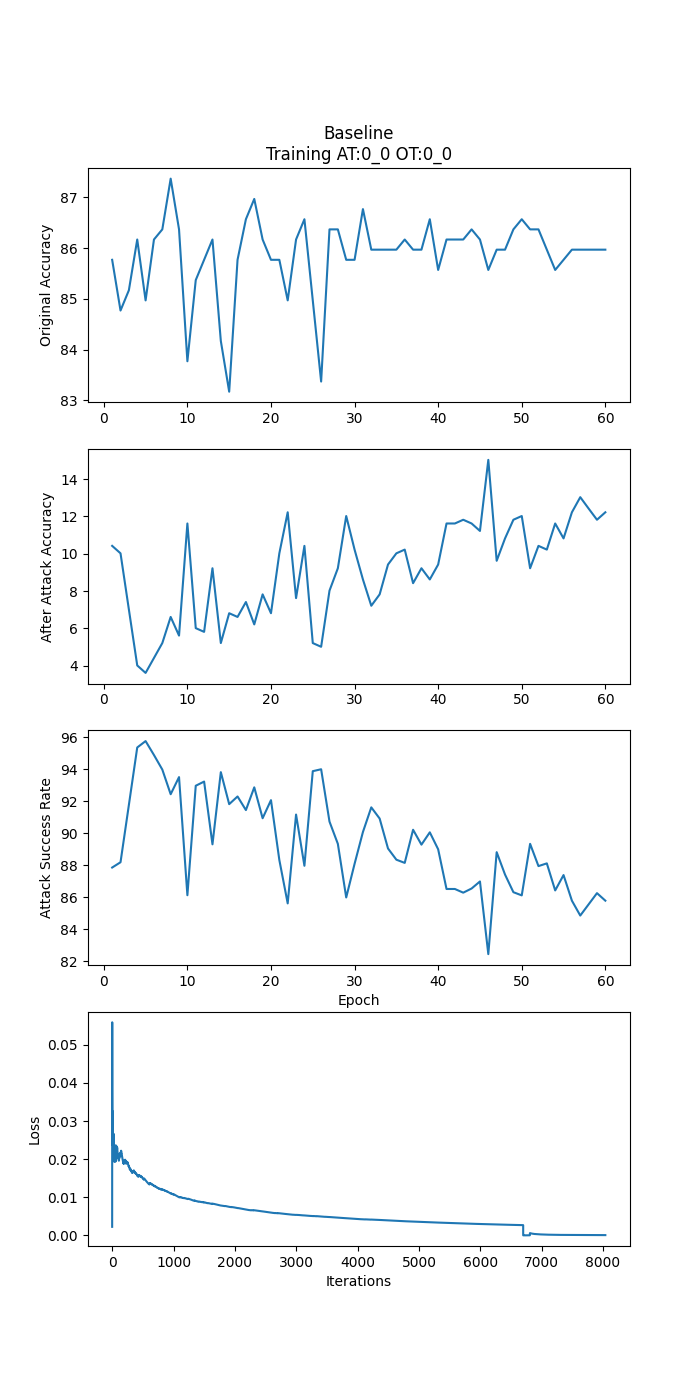 Baseline
Training AT:0_0 OT:0_0
Original Accuracy
87
86
85
84
83
0 10 20 30 40 50 60
After Attack Accuracy
14
12
10
8
6
4
0 10 20 30 40 50 60
Attack Success Rate
96
94
92
90
88
86
84
82
0 10 20 30 40 50 60
Epoch
Loss
0.05
0.04
0.03
0.02
0.01
0.00
0 1000 2000 3000 4000 5000 6000 7000 8000
Iterations